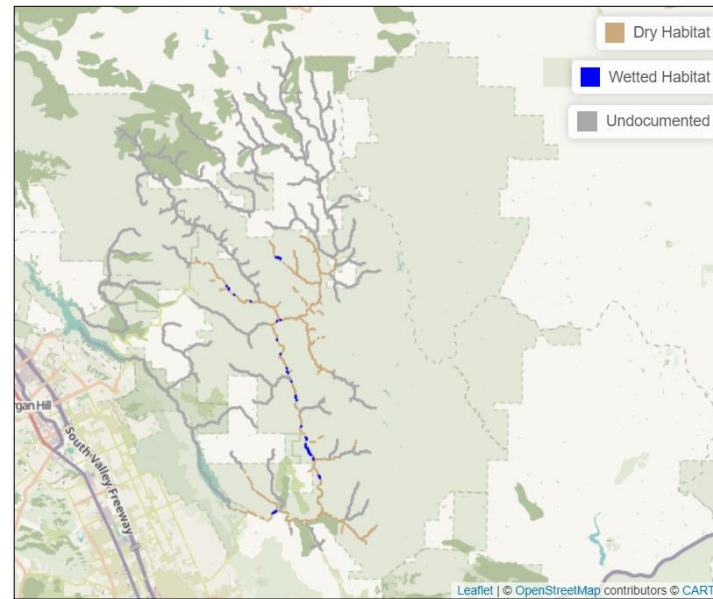 Dry Habitat
Wetted Habitat
Undocumented
rgan Hill
South Valley Freeway
Leaflet | © OpenStreetMap contributors © CART